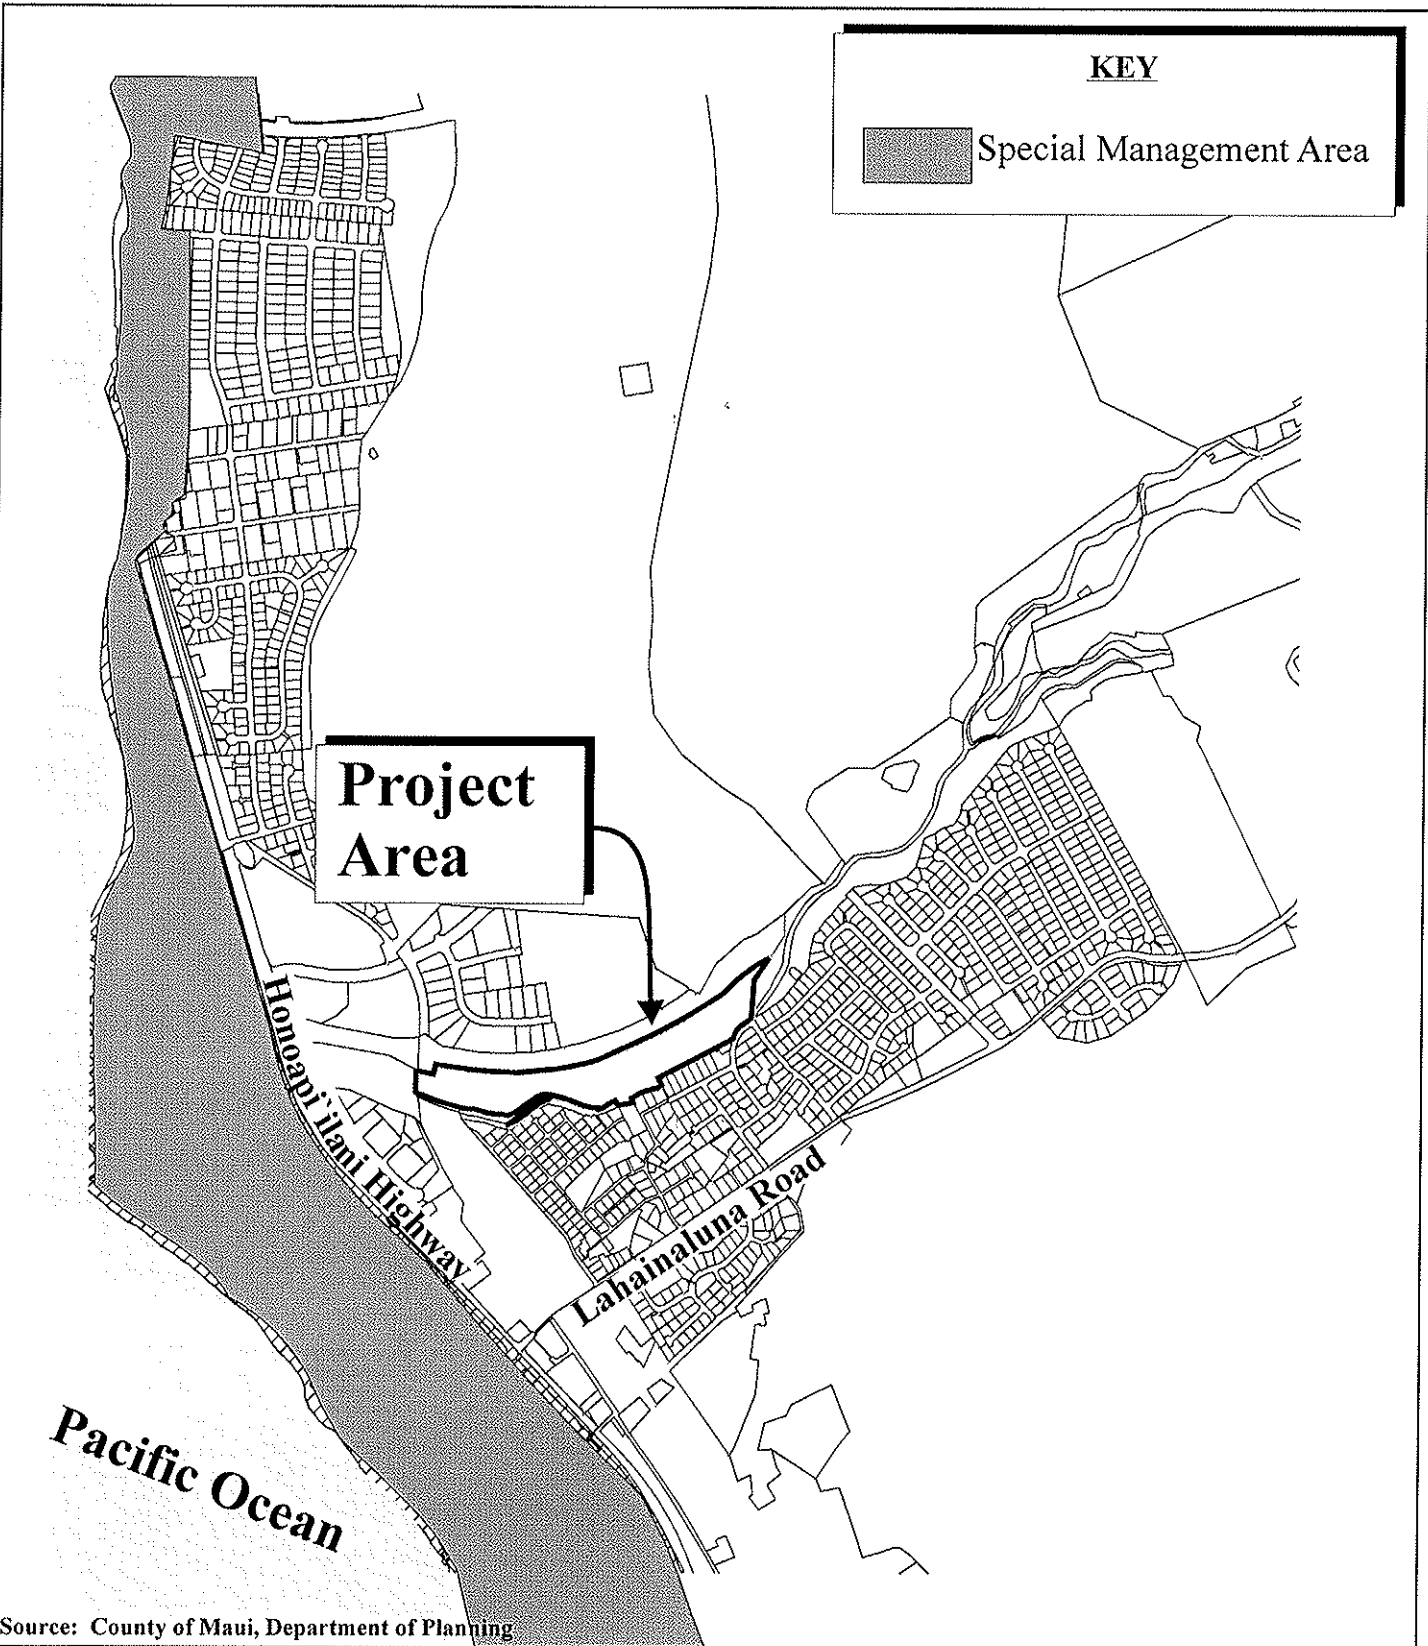 KEY
Special Management Area
Project
Area
Honoapi`ilani Highway
Lahainaluna Road
Pacific Ocean
Source: County of Maui, Department of Planning